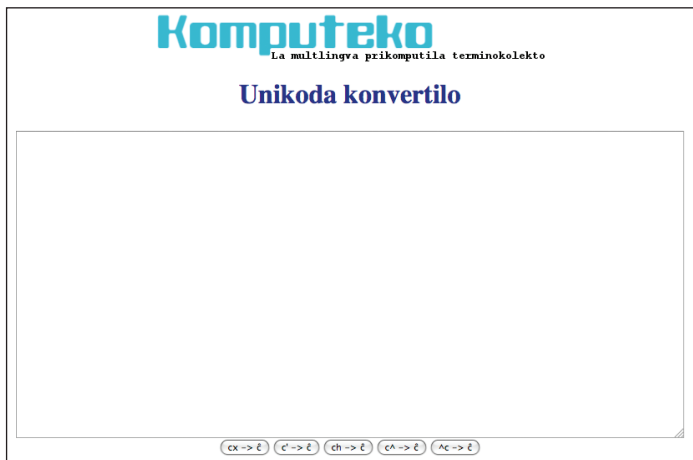 Komputeko
La multlingva prikomputila terminokolekto
Unikoda konvertilo
cx -> ĉ c' -> ĉ ch -> ĉ c^ -> ĉ ^c -> ĉ